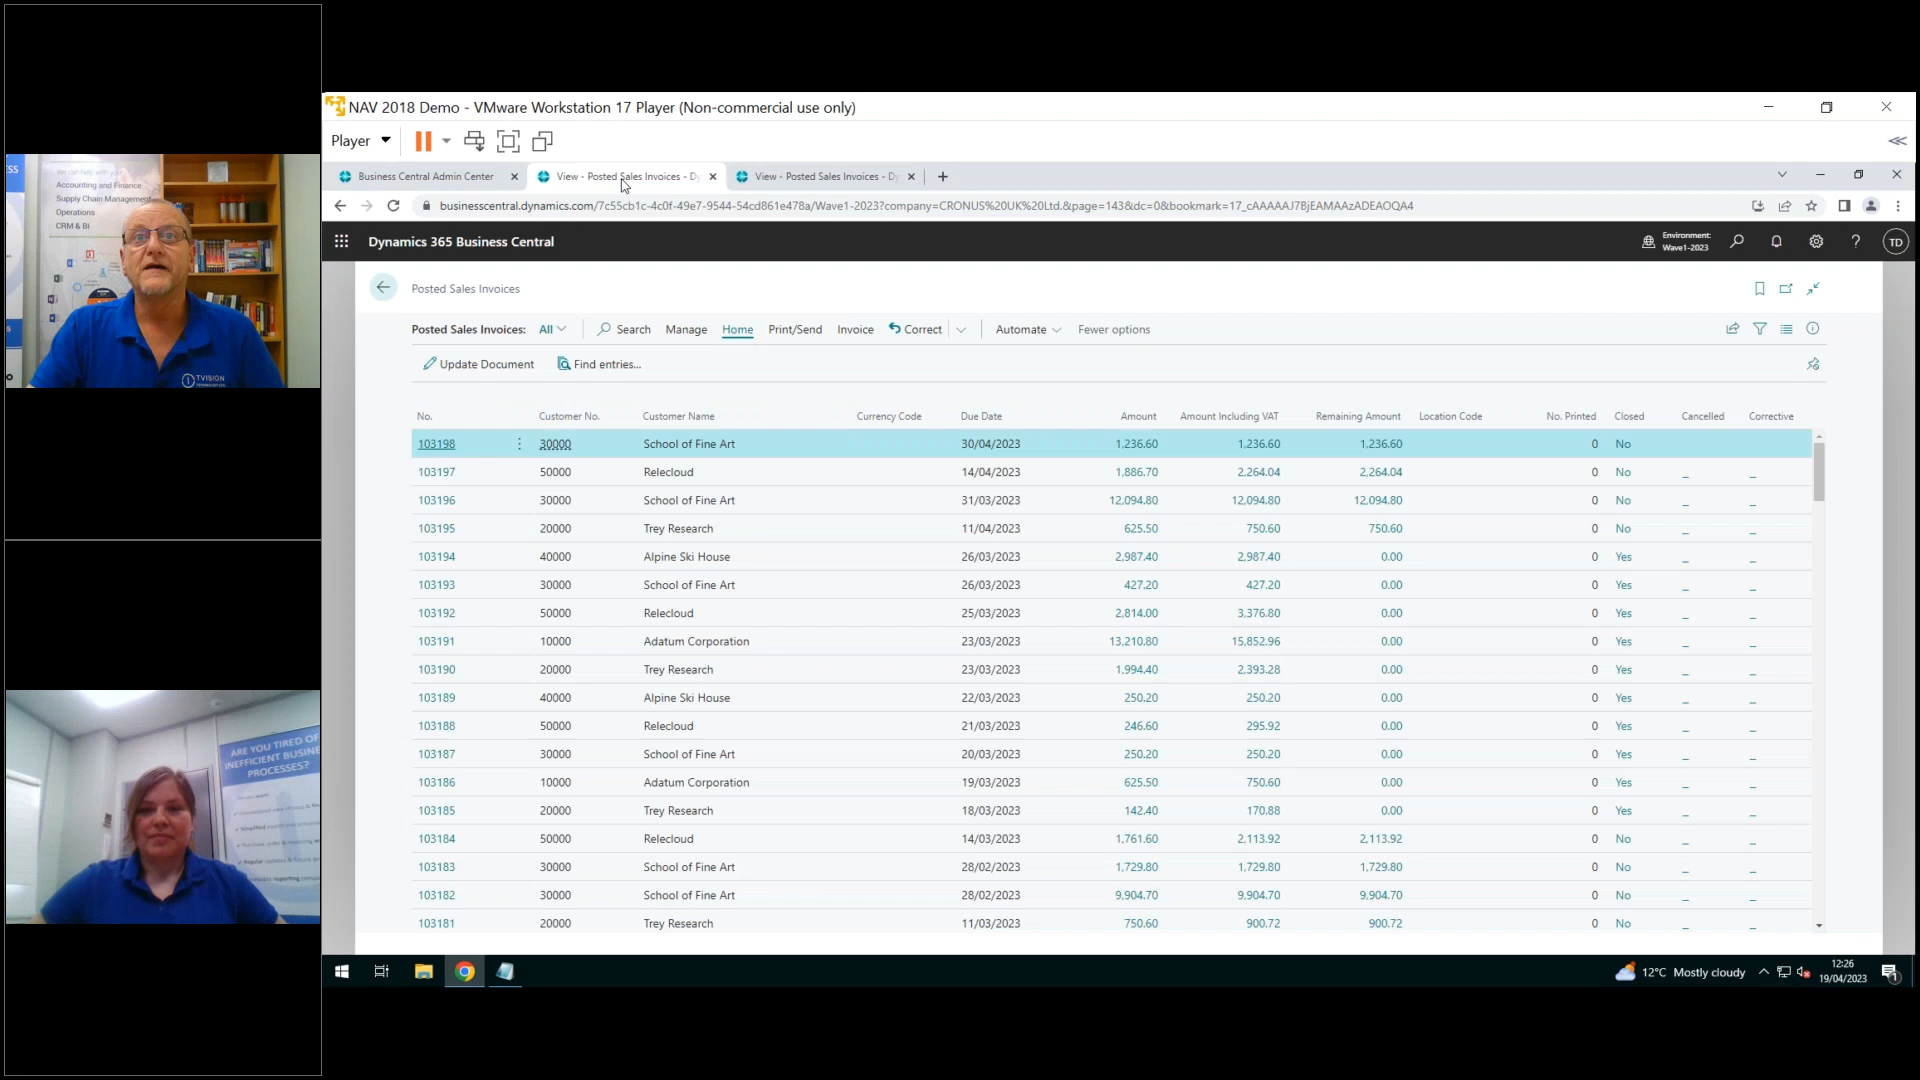 SS
We can help with your
Accounting and Finance
Supply Chain Management
Operations
CRM & BI
TVISION
ARE YOU TIRED OF
INEFFICIENT BUSINE
PROCESSES?
NAV 2018 Demo - VMware Workstation 17 Player (Non-commercial use only)
Player
Business Central Admin Center
View - Posted Sales Invoices - D
View - Posted Sales Invoices - D
businesscentral.dynamics.com/7c55cb1c-4c0f-49e7-9544-54cd861e478a/Wave1-2023?company=CRONUS%20UK%20Ltd.&page=143&dc=0&bookmark=17_cAAAAAJ7BjEAMAAzADEAOQA4
Dynamics 365 Business Central
Environment:
Wave1-2023
?
TD
Posted Sales Invoices
Posted Sales Invoices: All Search Manage Home Print/Send Invoice Correct Automate Fewer options
Update Document Find entries...
No. Customer No. Customer Name Currency Code Due Date Amount Amount Including VAT Remaining Amount Location Code No. Printed Closed Cancelled Corrective
103198 30000 School of Fine Art 30/04/2023 1,236.60 1,236.60 1,236.60 0 No
103197 50000 Relecloud 14/04/2023 1,886.70 2,264.04 2,264.04 0 No _ _
103196 30000 School of Fine Art 31/03/2023 12,094.80 12,094.80 12,094.80 0 No _ _
103195 20000 Trey Research 11/04/2023 625.50 750.60 750.60 0 No _ _
103194 40000 Alpine Ski House 26/03/2023 2,987.40 2,987.40 0.00 0 Yes _ _
103193 30000 School of Fine Art 26/03/2023 427.20 427.20 0.00 0 Yes _ _
103192 50000 Relecloud 25/03/2023 2,814.00 3,376.80 0.00 0 Yes _ _
103191 10000 Adatum Corporation 23/03/2023 13,210.80 15,852.96 0.00 0 Yes _ _
103190 20000 Trey Research 23/03/2023 1,994.40 2,393.28 0.00 0 Yes _ _
103189 40000 Alpine Ski House 22/03/2023 250.20 250.20 0.00 0 Yes _ _
103188 50000 Relecloud 21/03/2023 246.60 295.92 0.00 0 Yes _ _
103187 30000 School of Fine Art 20/03/2023 250.20 250.20 0.00 0 Yes _ _
103186 10000 Adatum Corporation 19/03/2023 625.50 750.60 0.00 0 Yes _ _
103185 20000 Trey Research 18/03/2023 142.40 170.88 0.00 0 Yes _ _
103184 50000 Relecloud 14/03/2023 1,761.60 2,113.92 2,113.92 0 No _ _
103183 30000 School of Fine Art 28/02/2023 1,729.80 1,729.80 1,729.80 0 No _ _
103182 30000 School of Fine Art 28/02/2023 9,904.70 9,904.70 9,904.70 0 No _ _
103181 20000 Trey Research 11/03/2023 750.60 900.72 900.72 0 No _ _
12°C Mostly cloudy
12:26
19/04/2023
1